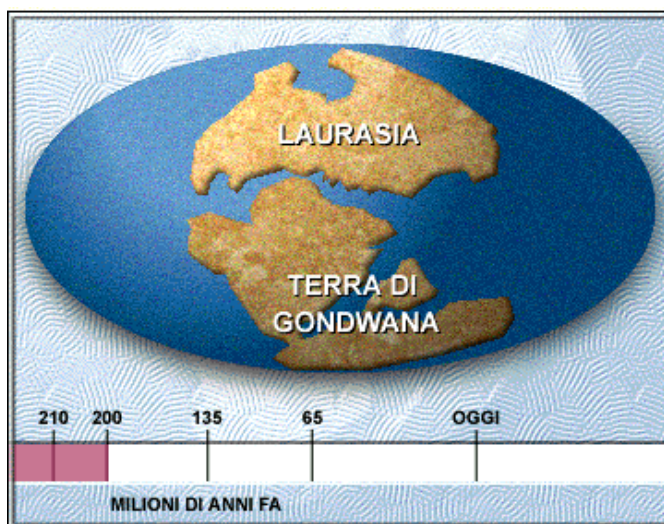 LAURASIA
TERRA DI
GONDWANA
210 200 135 65 OGGI
MILIONI DI ANNI FA